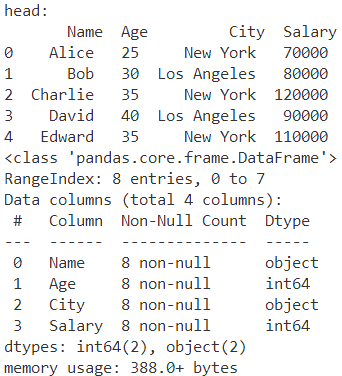 head:
      Name  Age         City  Salary
0    Alice   25     New York   70000
1      Bob   30  Los Angeles   80000
2  Charlie   35     New York  120000
3    David   40  Los Angeles   90000
4   Edward   35     New York  110000
<class 'pandas.core.frame.DataFrame'>
RangeIndex: 8 entries, 0 to 7
Data columns (total 4 columns):
 #   Column  Non-Null Count  Dtype
---  ------  --------------  -----
 0   Name    8 non-null      object
 1   Age     8 non-null      int64
 2   City    8 non-null      object
 3   Salary  8 non-null      int64
dtypes: int64(2), object(2)
memory usage: 388.0+ bytes